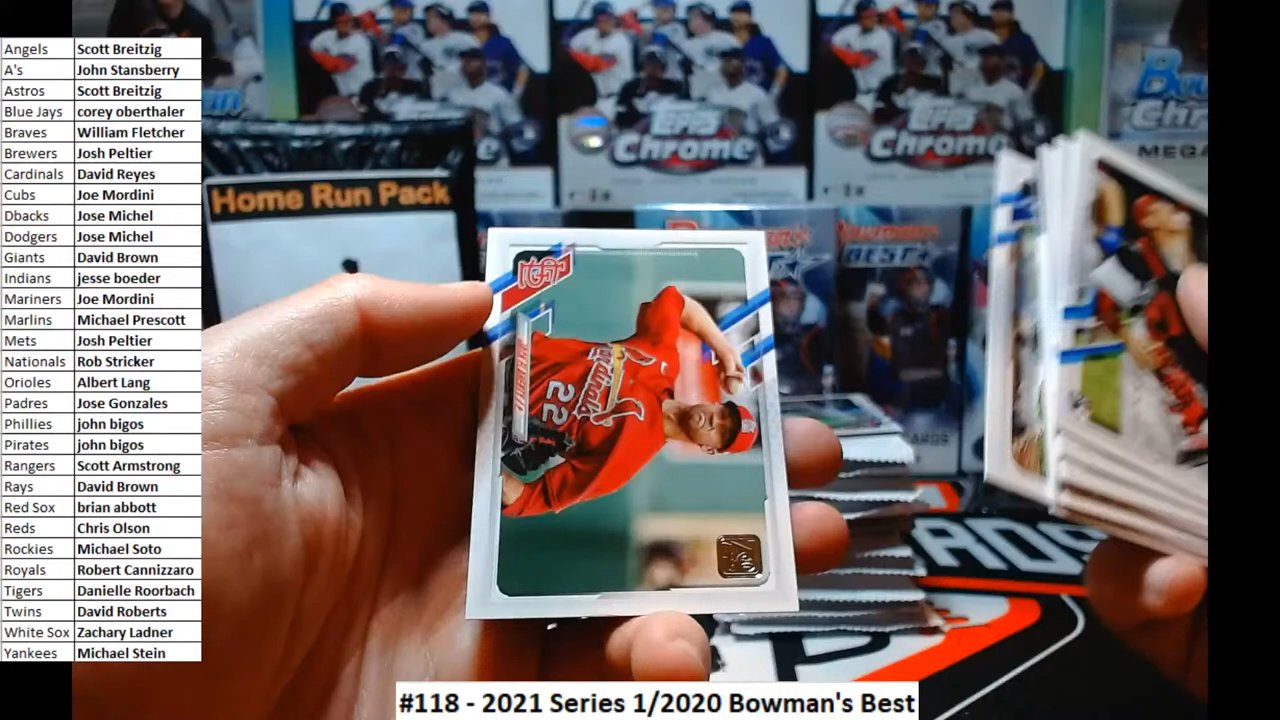 Angels Scott Breitzig
A's John Stansberry
Astros Scott Breitzig
Blue Jays corey oberthaler
Braves William Fletcher
Brewers Josh Peltier
Cardinals David Reyes
Cubs Joe Mordini
Dbacks Jose Michel
Dodgers Jose Michel
Giants David Brown
Indians jesse boeder
Mariners Joe Mordini
Marlins Michael Prescott
Mets Josh Peltier
Nationals Rob Stricker
Orioles Albert Lang
Padres Jose Gonzales
Phillies john bigos
Pirates john bigos
Rangers Scott Armstrong
Rays David Brown
Red Sox brian abbott
Reds Chris Olson
Rockies Michael Soto
Royals Robert Cannizzaro
Tigers Danielle Roorbach
Twins David Roberts
White Sox Zachary Ladner
Yankees Michael Stein
Home Run Pack
Topps Chrome
Topps Chrome
MEGA
BEST
Cardinals
22
70
#118 - 2021 Series 1/2020 Bowman's Best